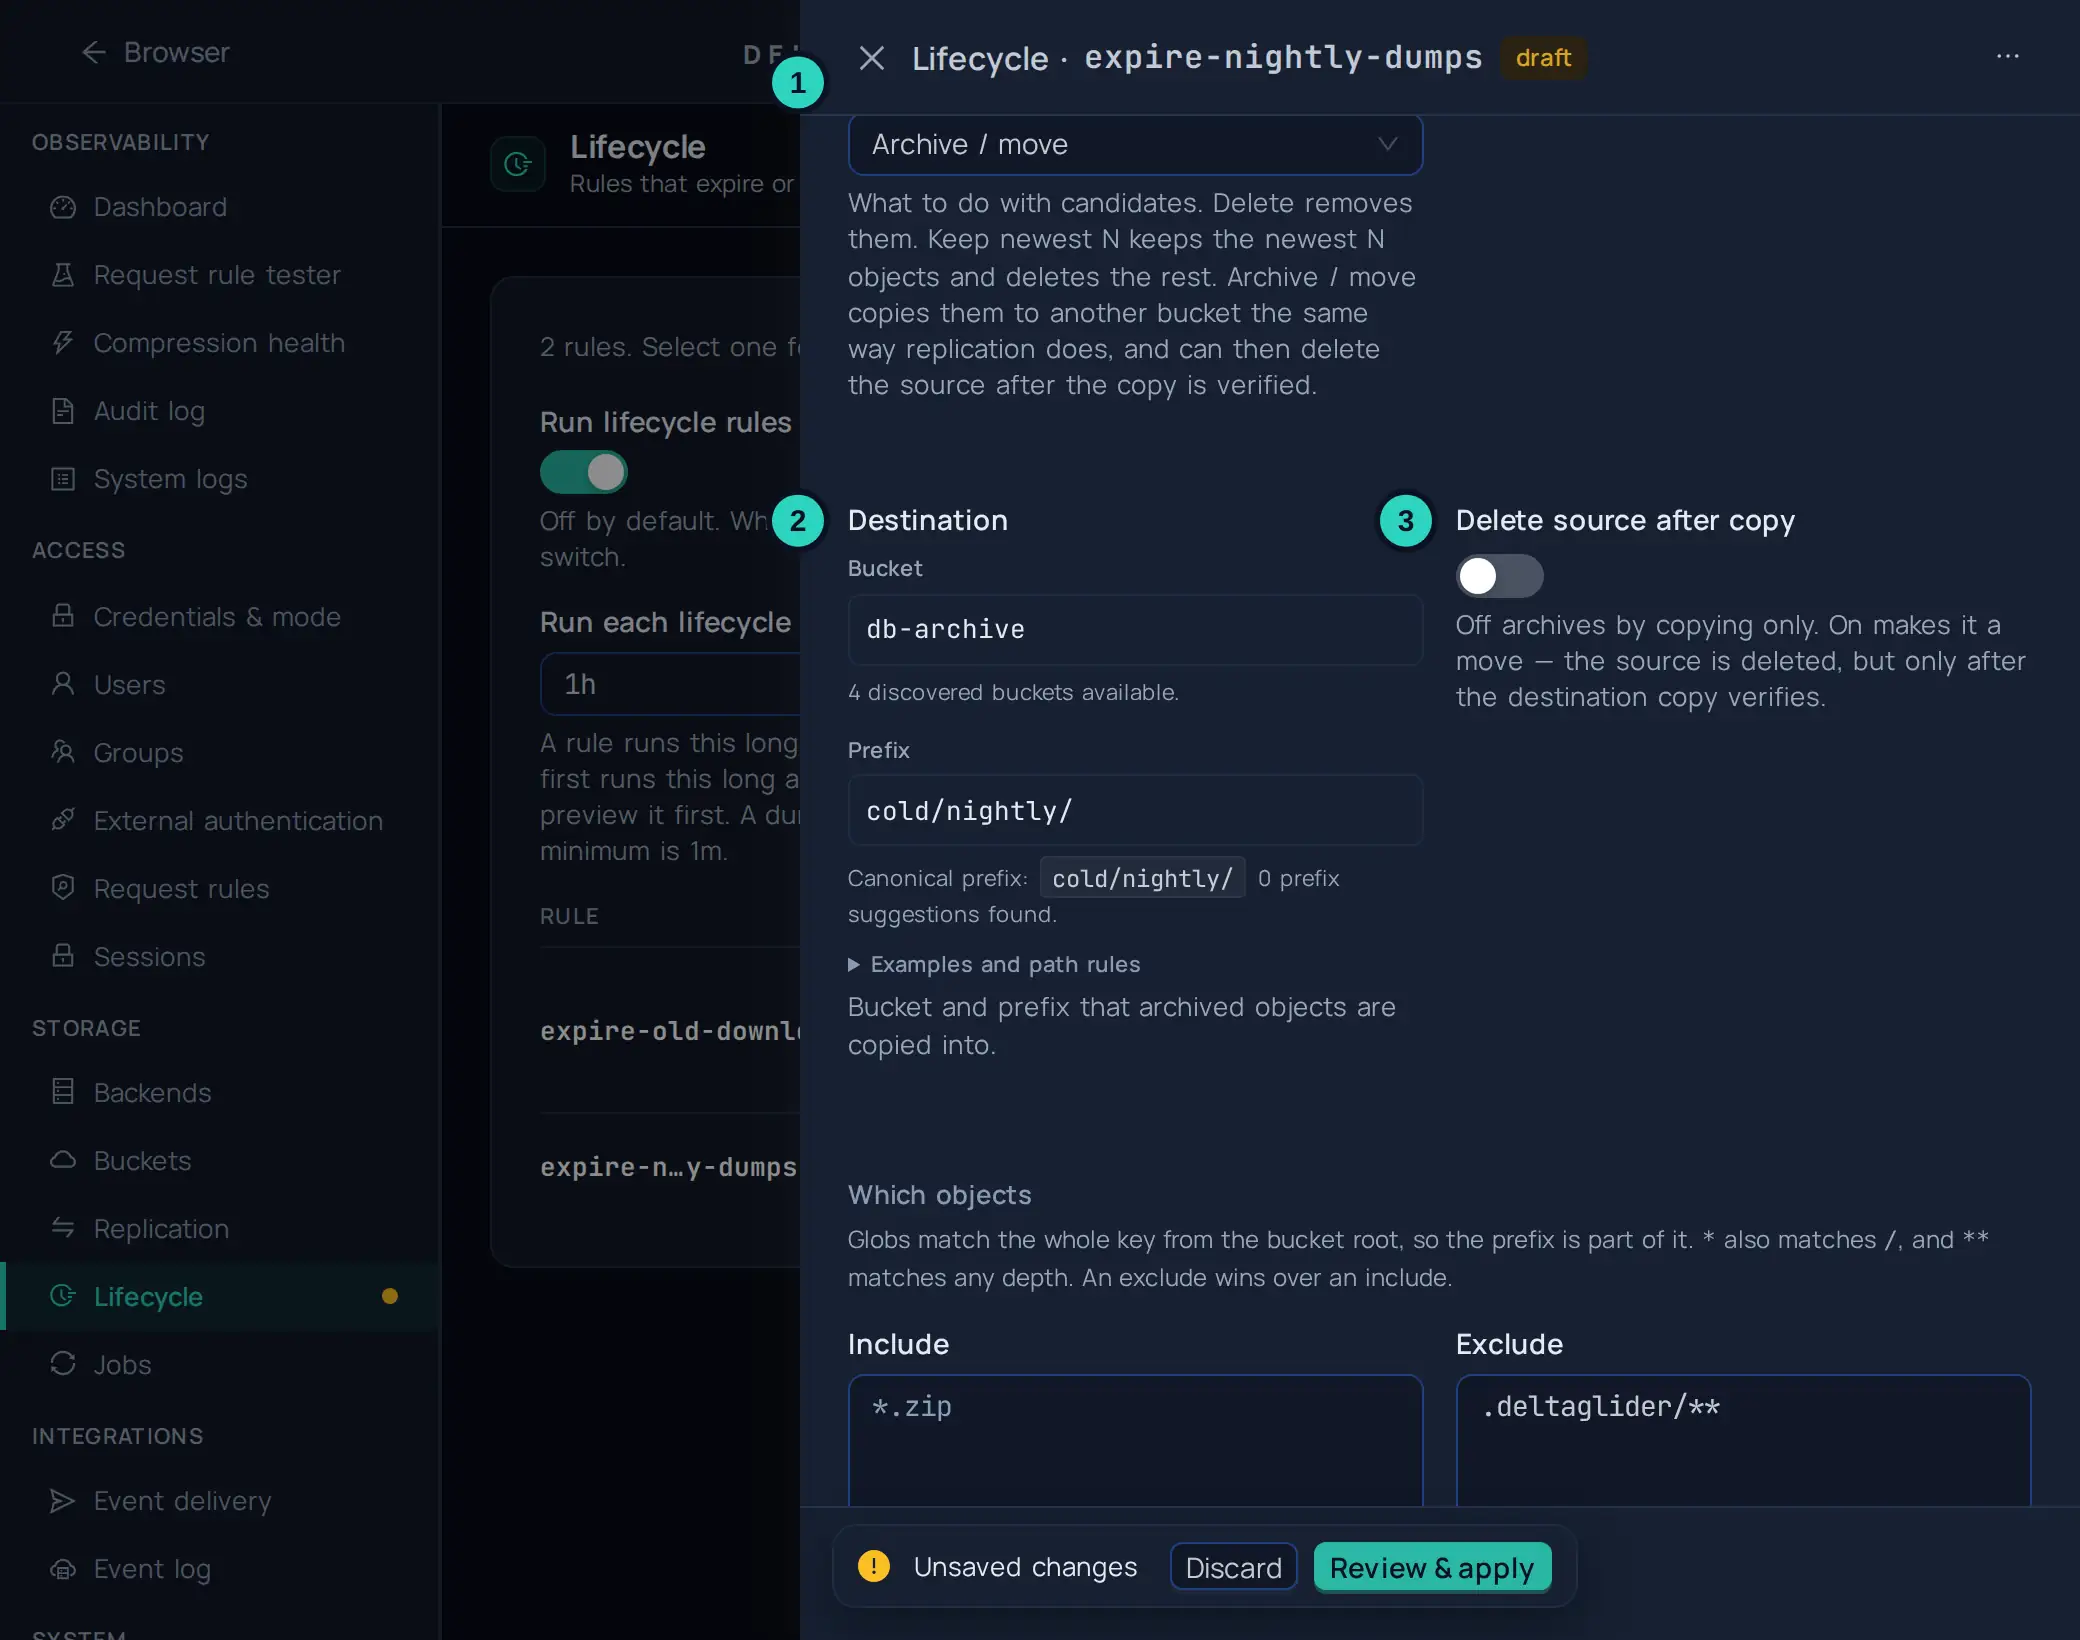 Browser
OBSERVABILITY
Dashboard
Request rule tester
Compression health
Audit log
System logs
ACCESS
Credentials & mode
Users
Groups
External authentication
Request rules
Sessions
STORAGE
Backends
Buckets
Replication
Lifecycle
Jobs
INTEGRATIONS
Event delivery
Event log
SYSTEM
Lifecycle
Rules that expire or
2 rules. Select one
Run lifecycle rules
Off by default.
switch.
Run each lifecycle
1h
A rule runs this long
first runs this long a
preview it first. A
minimum is 1m.
RULE
expire-old-downl
expire-n…y-dumps
1
Lifecycle · expire-nightly-dumps
draft
Archive / move
What to do with candidates. Delete removes
them. Keep newest N keeps the newest N
objects and deletes the rest. Archive / move
copies them to another bucket the same
way replication does, and can then delete
the source after the copy is verified.
2
Destination
Bucket
db-archive
4 discovered buckets available.
Prefix
cold/nightly/
Canonical prefix: cold/nightly/ 0 prefix
suggestions found.
Examples and path rules
Bucket and prefix that archived objects are
copied into.
3
Delete source after copy
Off archives by copying only. On makes it a
move — the source is deleted, but only after
the destination copy verifies.
Which objects
Globs match the whole key from the bucket root, so the prefix is part of it. * also matches /, and **
matches any depth. An exclude wins over an include.
Include
*.zip
Exclude
.deltaglider/**
! Unsaved changes
Discard
Review & apply